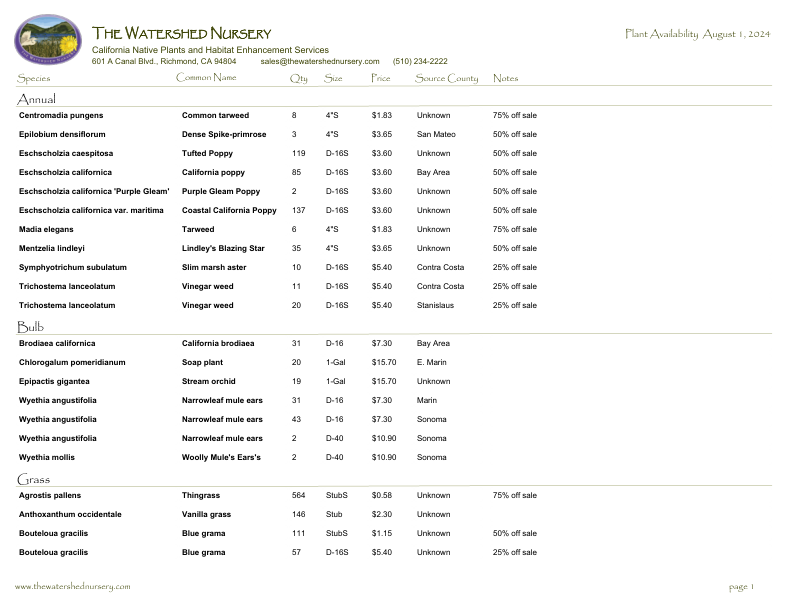 The Watershed Nursery
Plant Availability August 1, 2024
California Native Plants and Habitat Enhancement Services
601 A Canal Blvd., Richmond, CA 94804 sales@thewatershednursery.com (510) 234-2222
Species Common Name Qty Size Price Source County Notes
Annual
Centromadia pungens Common tarweed 8 4"S $1.83 Unknown 75% off sale
Epilobium densiflorum Dense Spike-primrose 3 4"S $3.65 San Mateo 50% off sale
Eschscholzia caespitosa Tufted Poppy 119 D-16S $3.60 Unknown 50% off sale
Eschscholzia californica California poppy 85 D-16S $3.60 Bay Area 50% off sale
Eschscholzia californica 'Purple Gleam' Purple Gleam Poppy 2 D-16S $3.60 Unknown 50% off sale
Eschscholzia californica var. maritima Coastal California Poppy 137 D-16S $3.60 Unknown 50% off sale
Madia elegans Tarweed 6 4"S $1.83 Unknown 75% off sale
Mentzelia lindleyi Lindley's Blazing Star 35 4"S $3.65 Unknown 50% off sale
Symphyotrichum subulatum Slim marsh aster 10 D-16S $5.40 Contra Costa 25% off sale
Trichostema lanceolatum Vinegar weed 11 D-16S $5.40 Contra Costa 25% off sale
Trichostema lanceolatum Vinegar weed 20 D-16S $5.40 Stanislaus 25% off sale
Bulb
Brodiaea californica California brodiaea 31 D-16 $7.30 Bay Area
Chlorogalum pomeridianum Soap plant 20 1-Gal $15.70 E. Marin
Epipactis gigantea Stream orchid 19 1-Gal $15.70 Unknown
Wyethia angustifolia Narrowleaf mule ears 31 D-16 $7.30 Marin
Wyethia angustifolia Narrowleaf mule ears 43 D-16 $7.30 Sonoma
Wyethia angustifolia Narrowleaf mule ears 2 D-40 $10.90 Sonoma
Wyethia mollis Woolly Mule's Ears's 2 D-40 $10.90 Sonoma
Grass
Agrostis pallens Thingrass 564 StubS $0.58 Unknown 75% off sale
Anthoxanthum occidentale Vanilla grass 146 Stub $2.30 Unknown
Bouteloua gracilis Blue grama 111 StubS $1.15 Unknown 50% off sale
Bouteloua gracilis Blue grama 57 D-16S $5.40 Unknown 25% off sale
www.thewatershednursery.com page 1